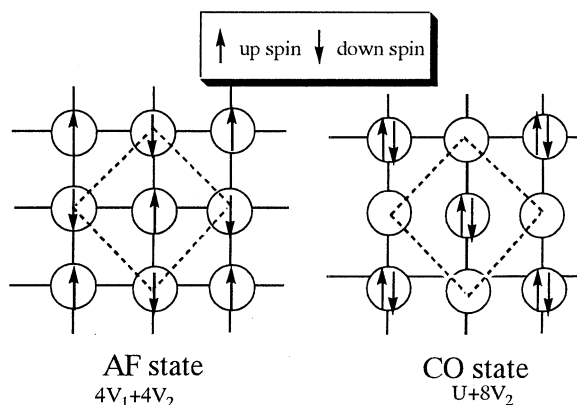 up spin down spin
AF state
4V₁+4V₂
CO state
U+8V₂